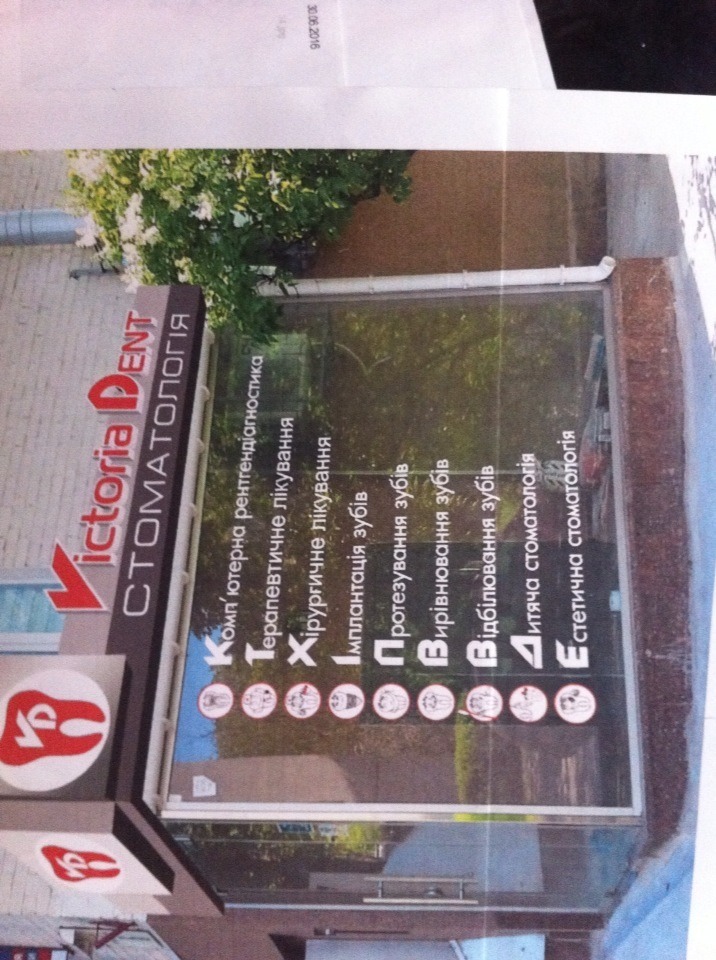 30.06.2016
VICTORIA DENT
СТОМАТОЛОГІЯ
VD
VD
Комп'ютерна рентгендіагностика
Терапевтичне лікування
Хірургічне лікування
Імплантація зубів
Протезування зубів
Вирівнювання зубів
Відбілювання зубів
Дитяча стоматологія
Естетична стоматологія